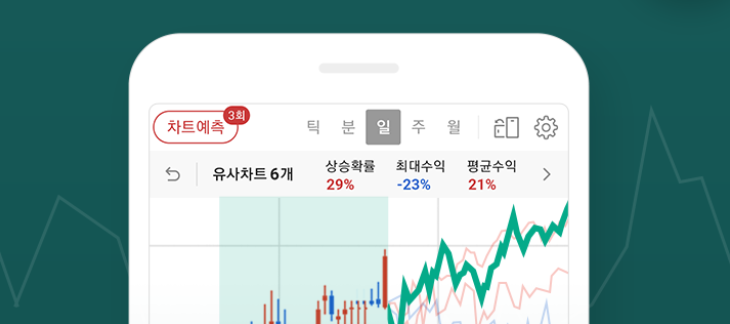 차트예측 3회 틱 분 일 주 월
유사차트 6개 상승확률 최대수익 평균수익
29% -23% 21%